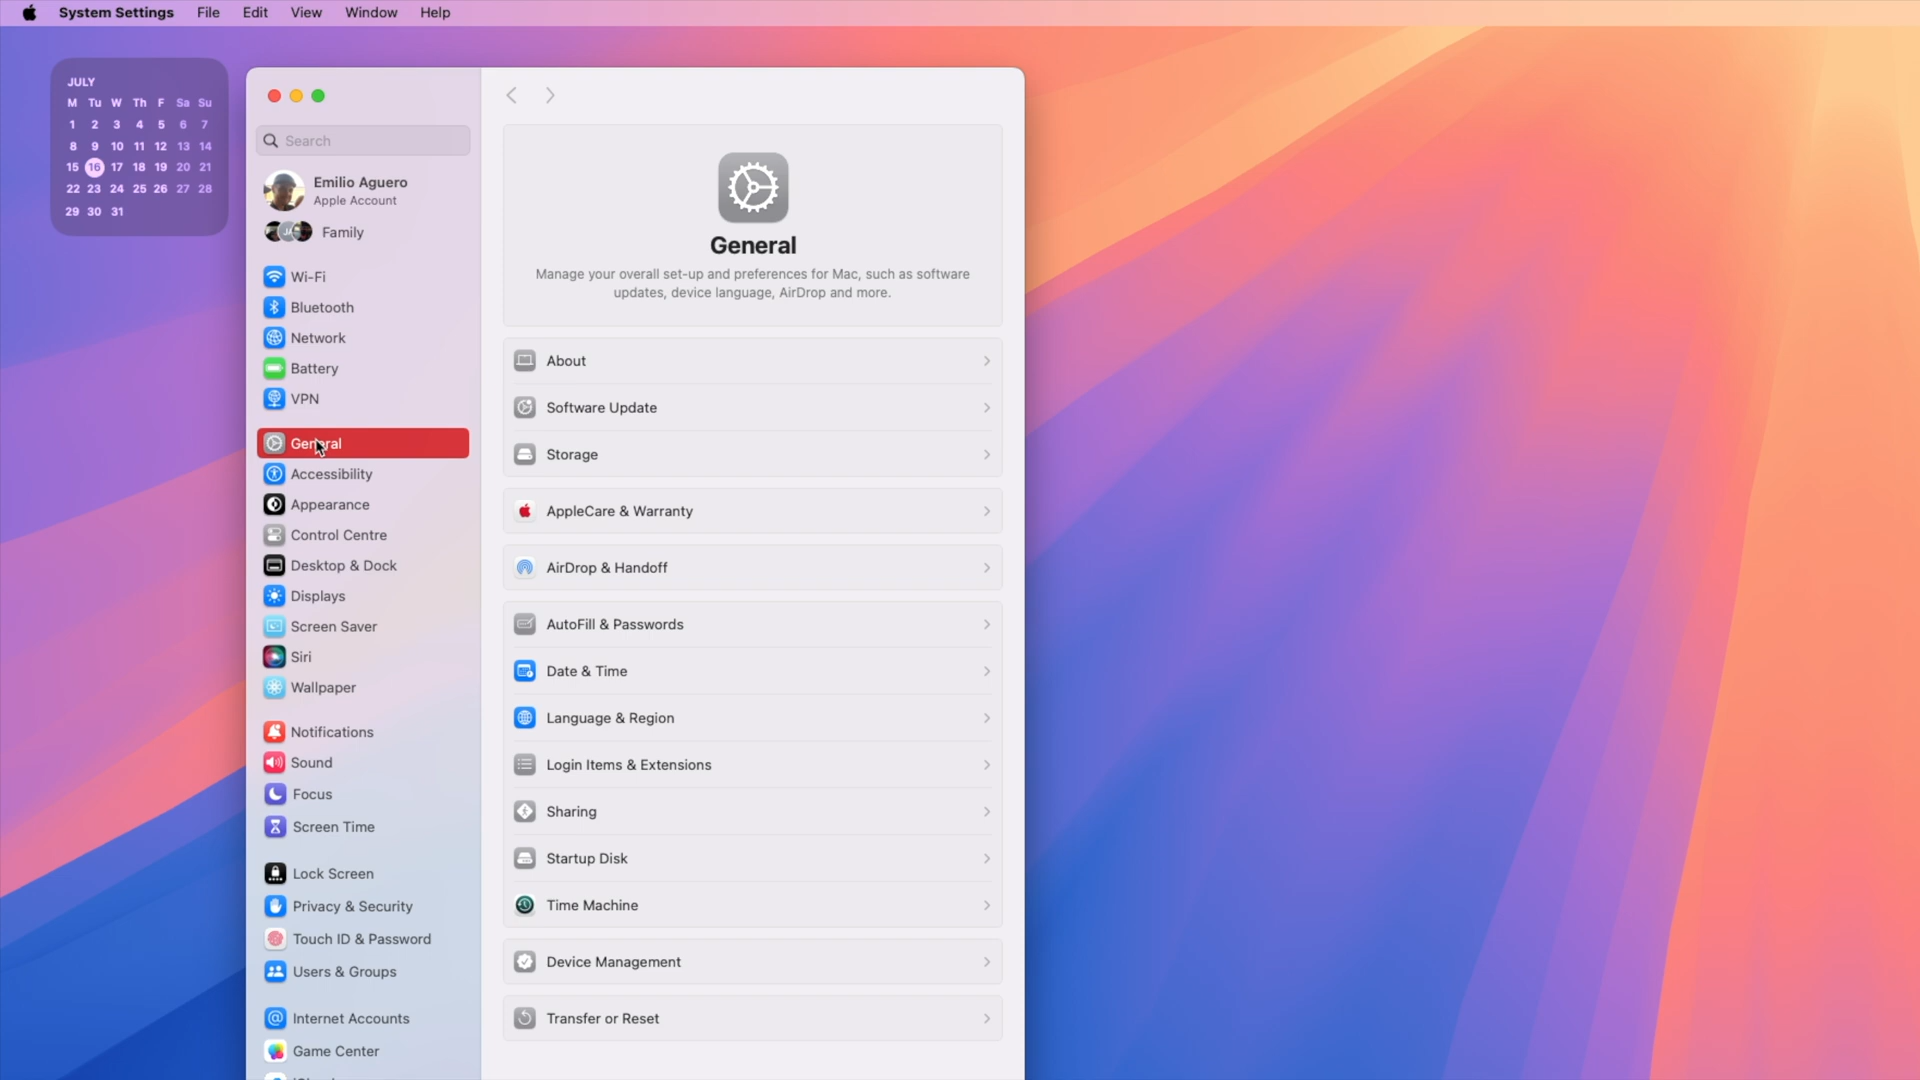 System Settings File Edit View Window Help
JULY
M Tu W Th F Sa Su
1 2 3 4 5 6 7
8 9 10 11 12 13 14
15 16 17 18 19 20 21
22 23 24 25 26 27 28
29 30 31
Search
Emilio Aguero
Apple Account
Family
Wi-Fi
Bluetooth
Network
Battery
VPN
General
Accessibility
Appearance
Control Centre
Desktop & Dock
Displays
Screen Saver
Siri
Wallpaper
Notifications
Sound
Focus
Screen Time
Lock Screen
Privacy & Security
Touch ID & Password
Users & Groups
Internet Accounts
Game Center
General
Manage your overall set-up and preferences for Mac, such as software
updates, device language, AirDrop and more.
About
Software Update
Storage
AppleCare & Warranty
AirDrop & Handoff
AutoFill & Passwords
Date & Time
Language & Region
Login Items & Extensions
Sharing
Startup Disk
Time Machine
Device Management
Transfer or Reset